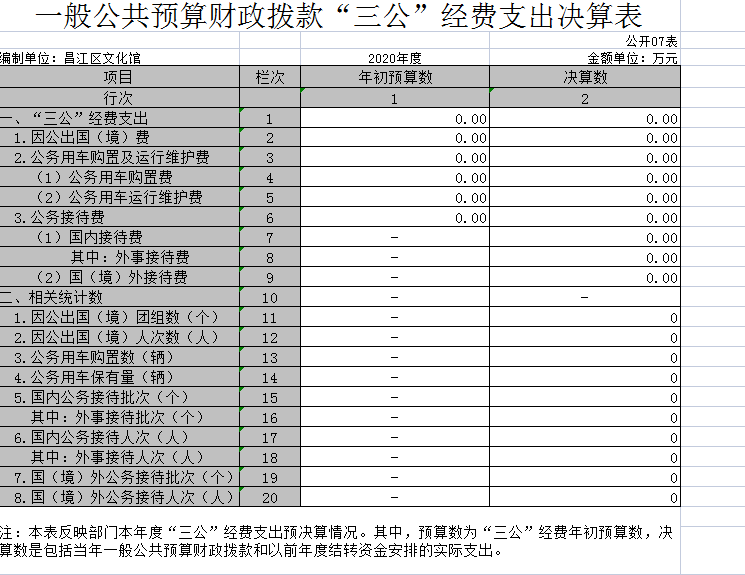 一般公共预算财政拨款“三公”经费支出决算表
公开07表
编制单位：昌江区文化馆 2020年度 金额单位：万元
项目 栏次 年初预算数 决算数
行次 1 2
一、“三公”经费支出 1 0.00 0.00
1.因公出国（境）费 2 0.00 0.00
2.公务用车购置及运行维护费 3 0.00 0.00
（1）公务用车购置费 4 0.00 0.00
（2）公务用车运行维护费 5 0.00 0.00
3.公务接待费 6 0.00 0.00
（1）国内接待费 7 － 0.00
其中：外事接待费 8 － 0.00
（2）国（境）外接待费 9 － 0.00
二、相关统计数 10 － －
1.因公出国（境）团组数（个） 11 － 0
2.因公出国（境）人次数（人） 12 － 0
3.公务用车购置数（辆） 13 － 0
4.公务用车保有量（辆） 14 － 0
5.国内公务接待批次（个） 15 － 0
其中：外事接待批次（个） 16 － 0
6.国内公务接待人次（人） 17 － 0
其中：外事接待人次（人） 18 － 0
7.国（境）外公务接待批次（个） 19 － 0
8.国（境）外公务接待人次（人） 20 － 0
注：本表反映部门本年度“三公”经费支出预决算情况。其中，预算数为“三公”经费年初预算数，决
算数是包括当年一般公共预算财政拨款和以前年度结转资金安排的实际支出。